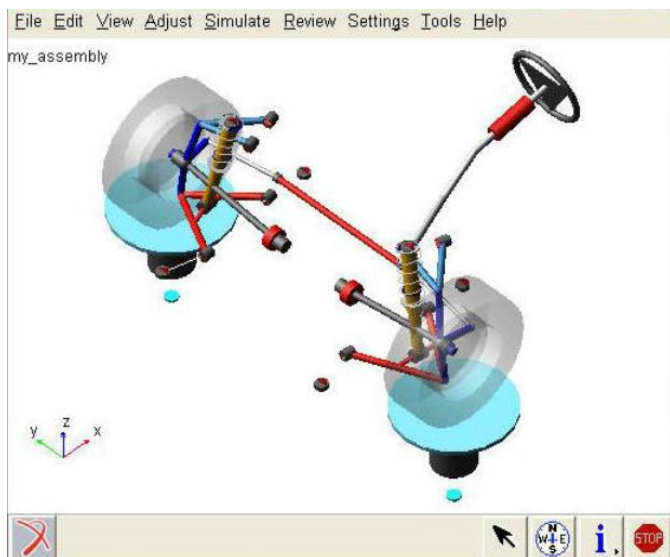 File Edit View Adjust Simulate Review Settings Tools Help
my_assembly
z
y x
N
W E
S
i
STOP